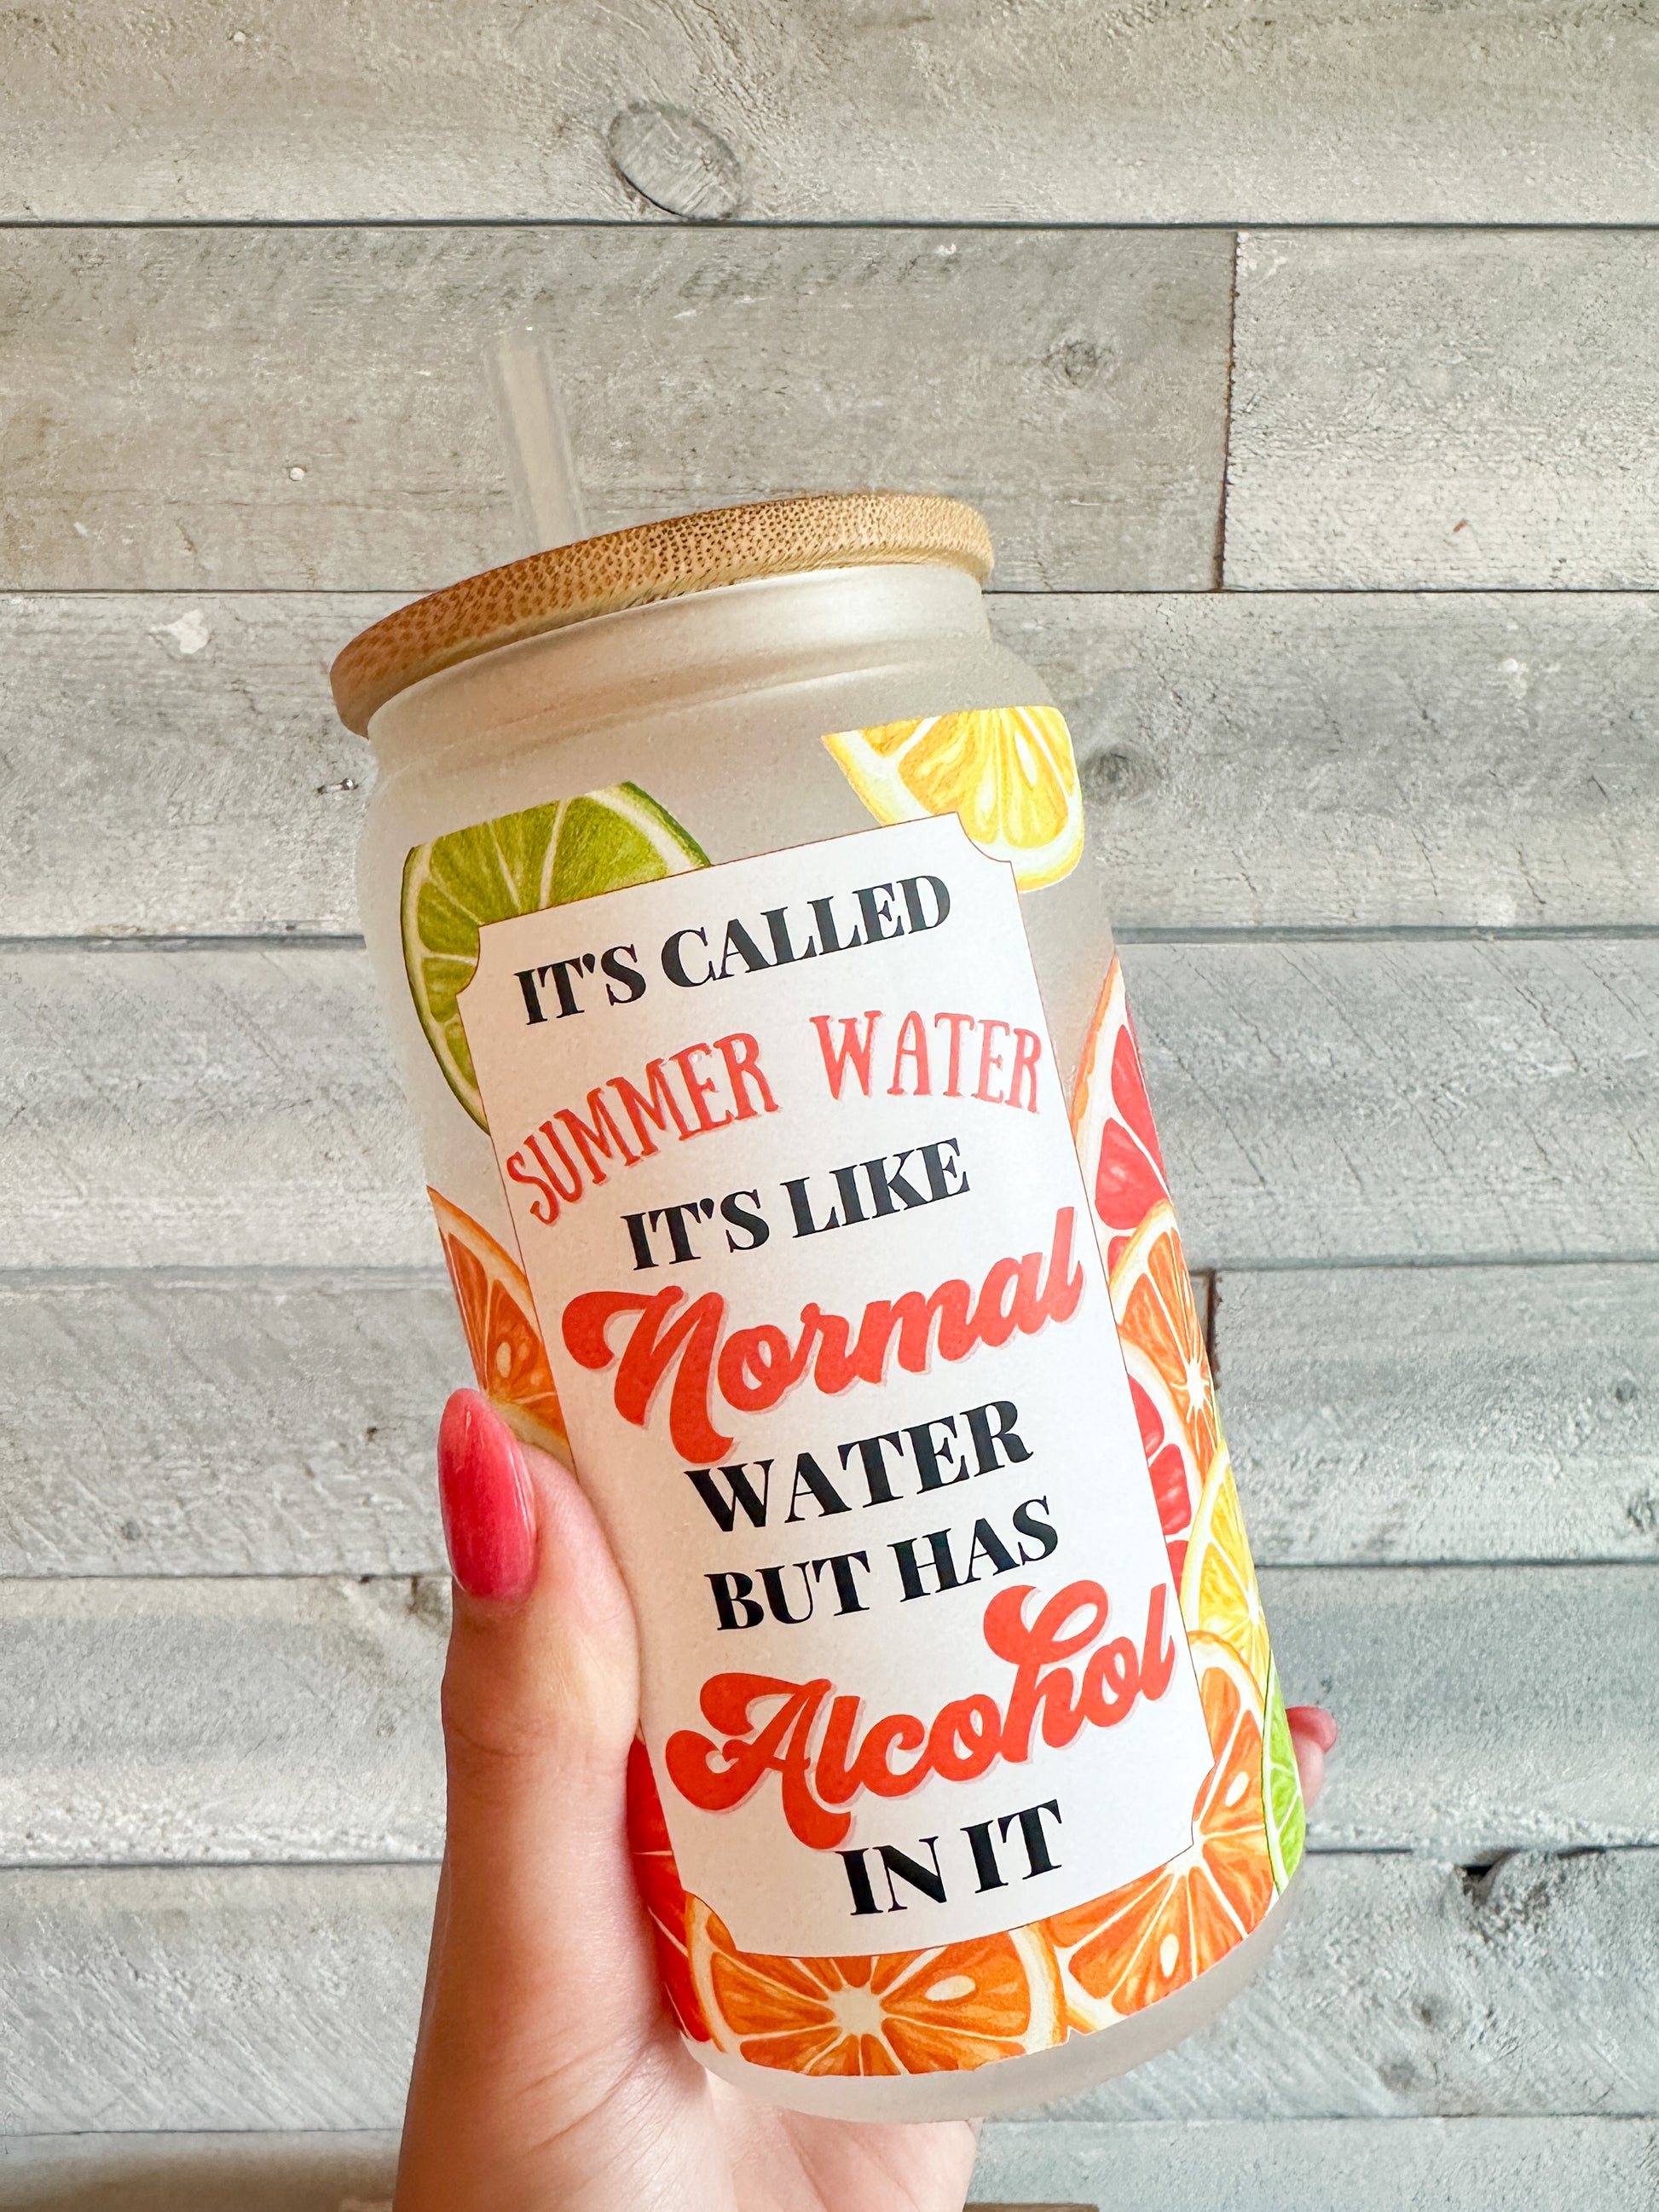 IT'S CALLED
SUMMER WATER
IT'S LIKE
Normal
WATER
BUT HAS
Alcohol
IN IT